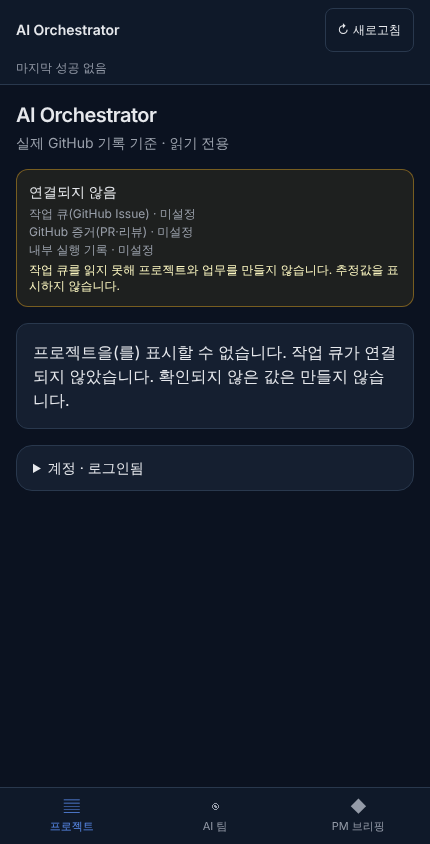 AI Orchestrator
↻ 새로고침
마지막 성공 없음
AI Orchestrator
실제 GitHub 기록 기준 · 읽기 전용
연결되지 않음
작업 큐(GitHub Issue) · 미설정
GitHub 증거(PR·리뷰) · 미설정
내부 실행 기록 · 미설정
작업 큐를 읽지 못해 프로젝트와 업무를 만들지 않습니다. 추정값을 표
시하지 않습니다.
프로젝트을(를) 표시할 수 없습니다. 작업 큐가 연결
되지 않았습니다. 확인되지 않은 값은 만들지 않습
니다.
▶ 계정 · 로그인됨
프로젝트
AI 팀
PM 브리핑